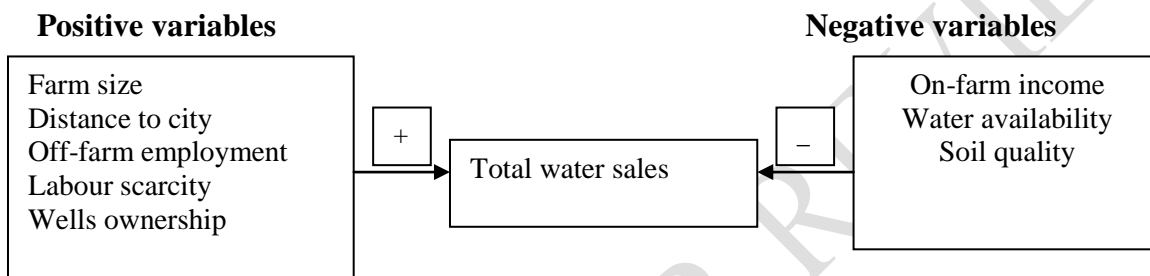 Positive variables
Negative variables
Farm size
Distance to city
Off-farm employment
Labour scarcity
Wells ownership
+
Total water sales
–
On-farm income
Water availability
Soil quality